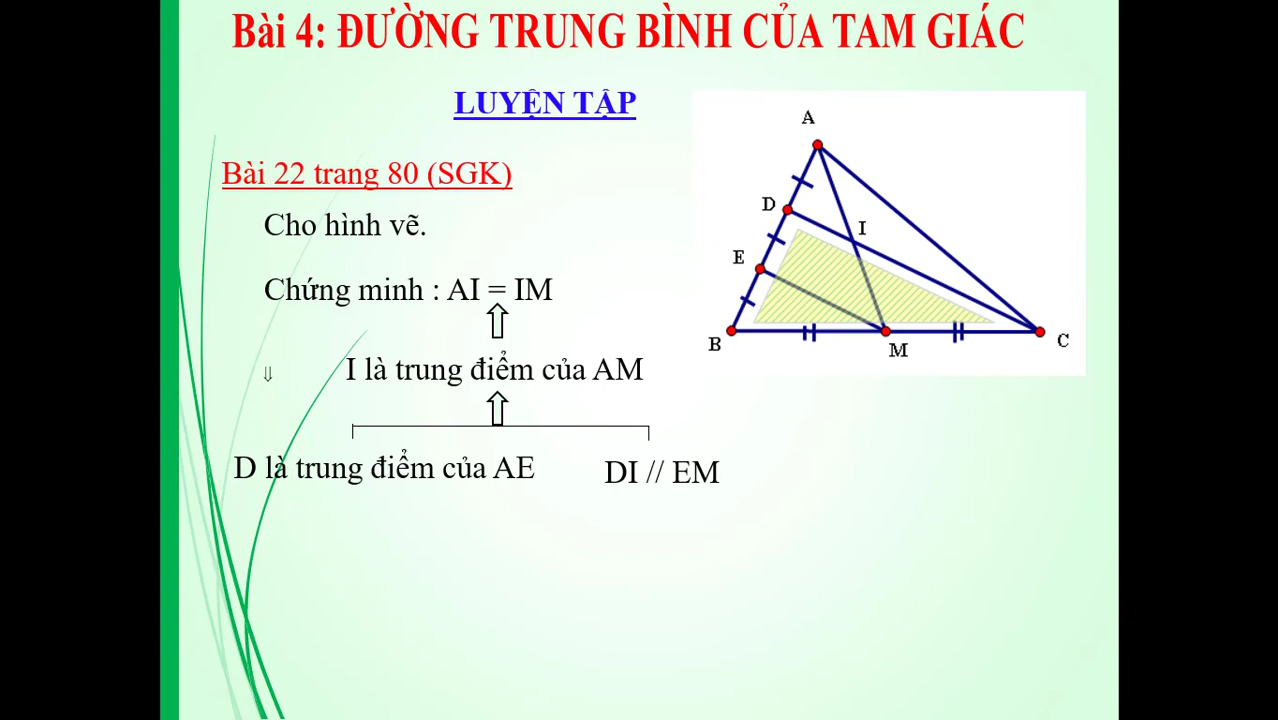 Bài 4: ĐƯỜNG TRUNG BÌNH CỦA TAM GIÁC
LUYỆN TẬP
Bài 22 trang 80 (SGK)
Cho hình vẽ.
Chứng minh : AI = IM
⇓ I là trung điểm của AM
D là trung điểm của AE DI // EM
A
D
I
E
B
M
C